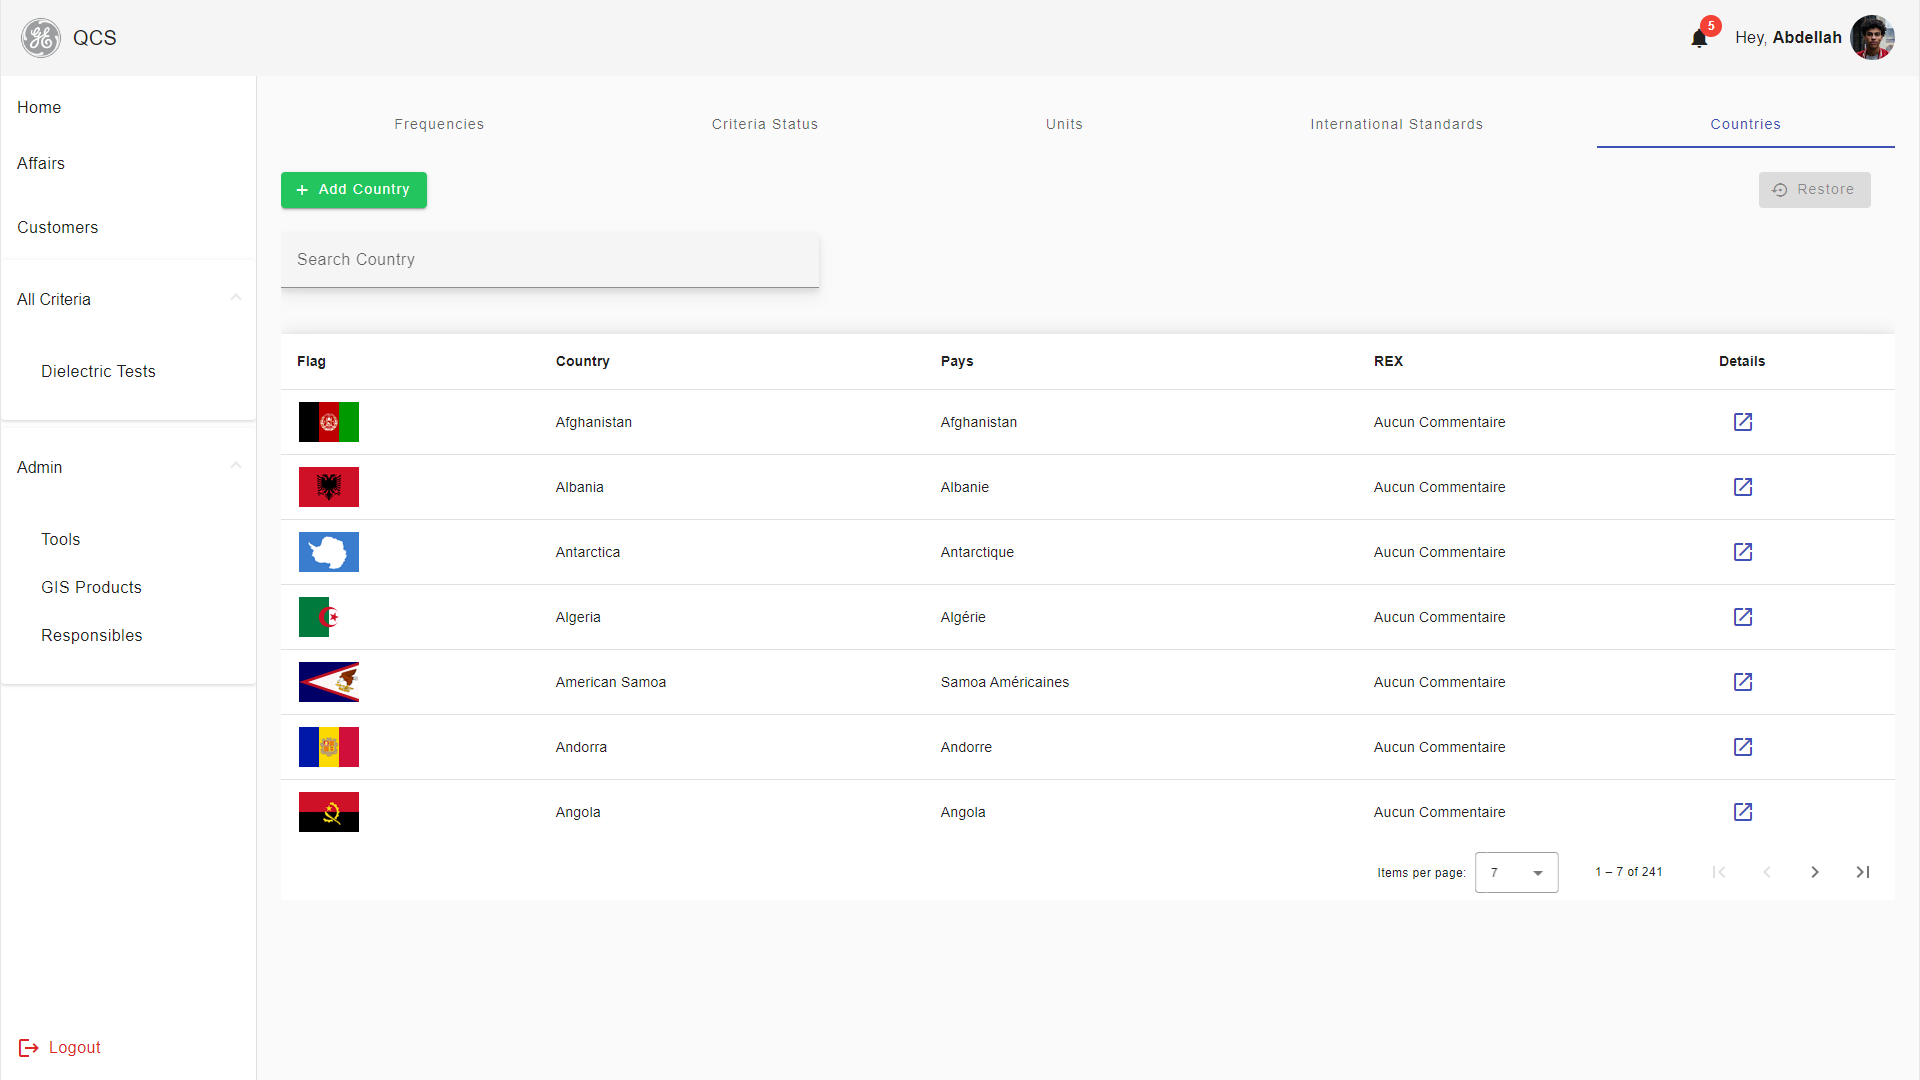 QCS
5
Hey, Abdellah
Home
Affairs
Customers
All Criteria
Dielectric Tests
Admin
Tools
GIS Products
Responsibles
Logout
Frequencies
Criteria Status
Units
International Standards
Countries
Add Country
Restore
Search Country
Flag Country Pays REX Details
Afghanistan Afghanistan Aucun Commentaire
Albania Albanie Aucun Commentaire
Antarctica Antarctique Aucun Commentaire
Algeria Algérie Aucun Commentaire
American Samoa Samoa Américaines Aucun Commentaire
Andorra Andorre Aucun Commentaire
Angola Angola Aucun Commentaire
Items per page: 7 1 – 7 of 241